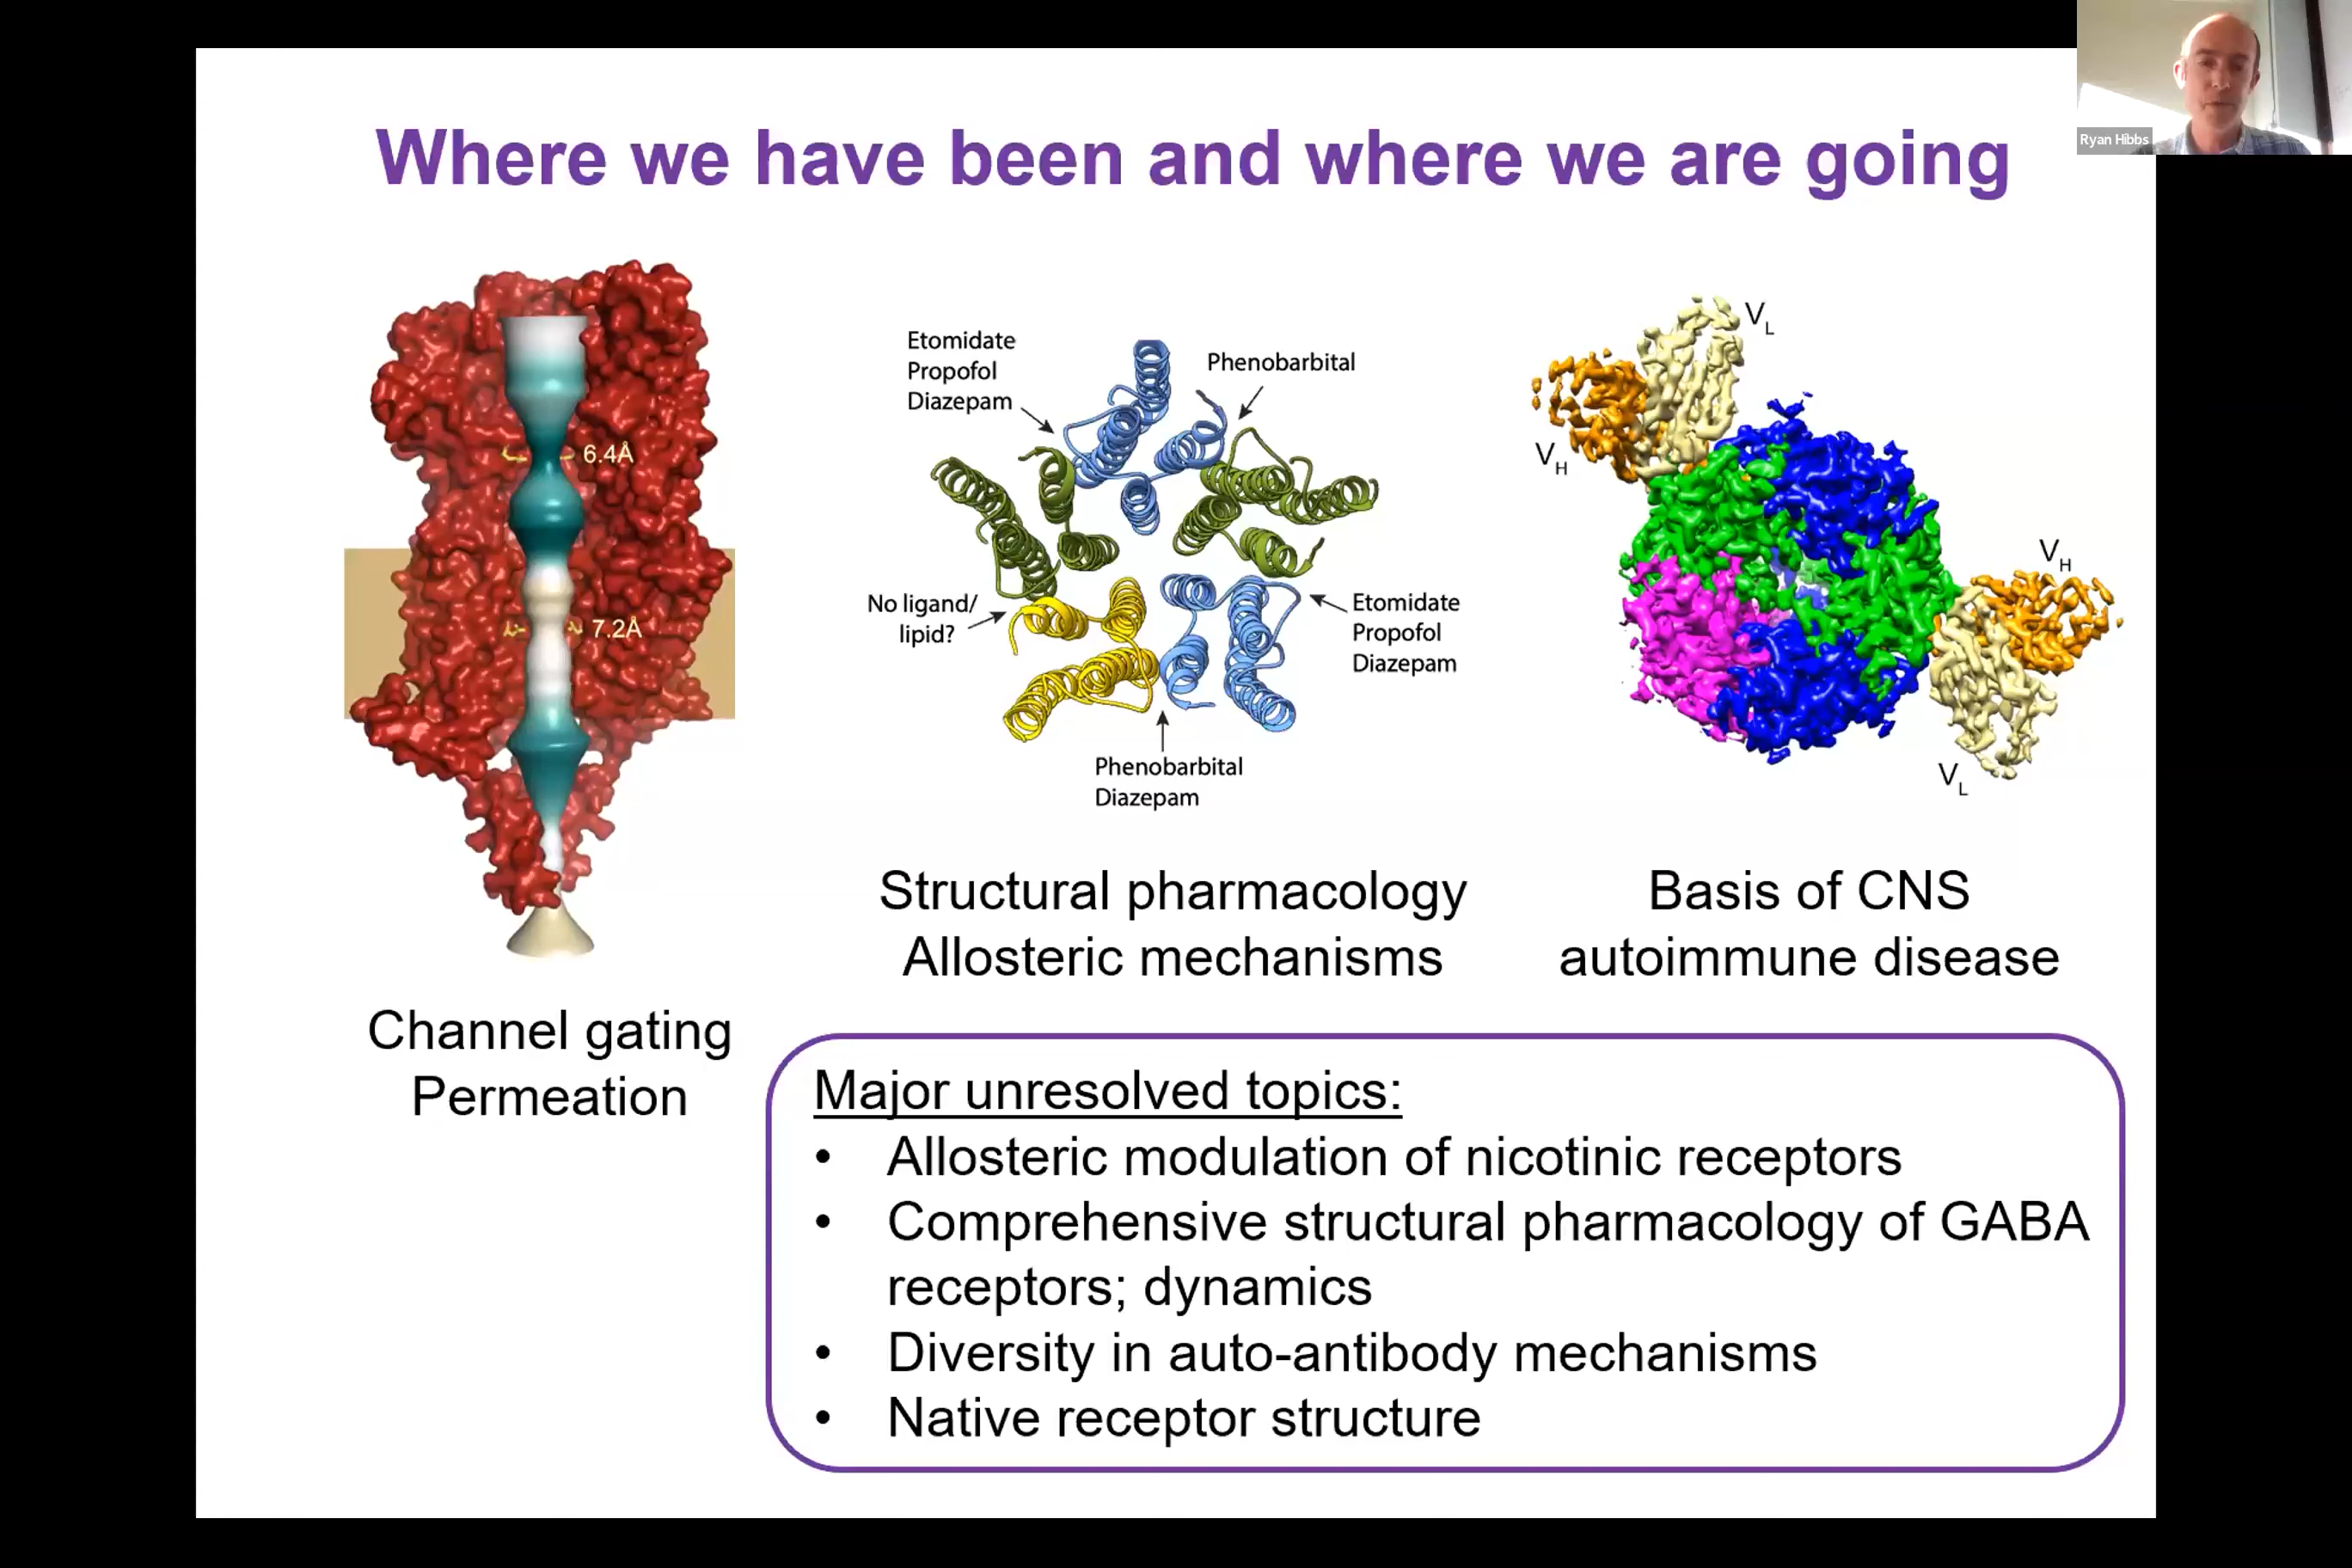 Where we have been and where we are going
Ryan Hibbs
6.4Å
7.2Å
Channel gating
Permeation
Etomidate
Propofol
Diazepam
Phenobarbital
No ligand/
lipid?
Etomidate
Propofol
Diazepam
Phenobarbital
Diazepam
Structural pharmacology
Allosteric mechanisms
VL
VH
VH
VL
Basis of CNS
autoimmune disease
Major unresolved topics:
• Allosteric modulation of nicotinic receptors
• Comprehensive structural pharmacology of GABA
receptors; dynamics
• Diversity in auto-antibody mechanisms
• Native receptor structure